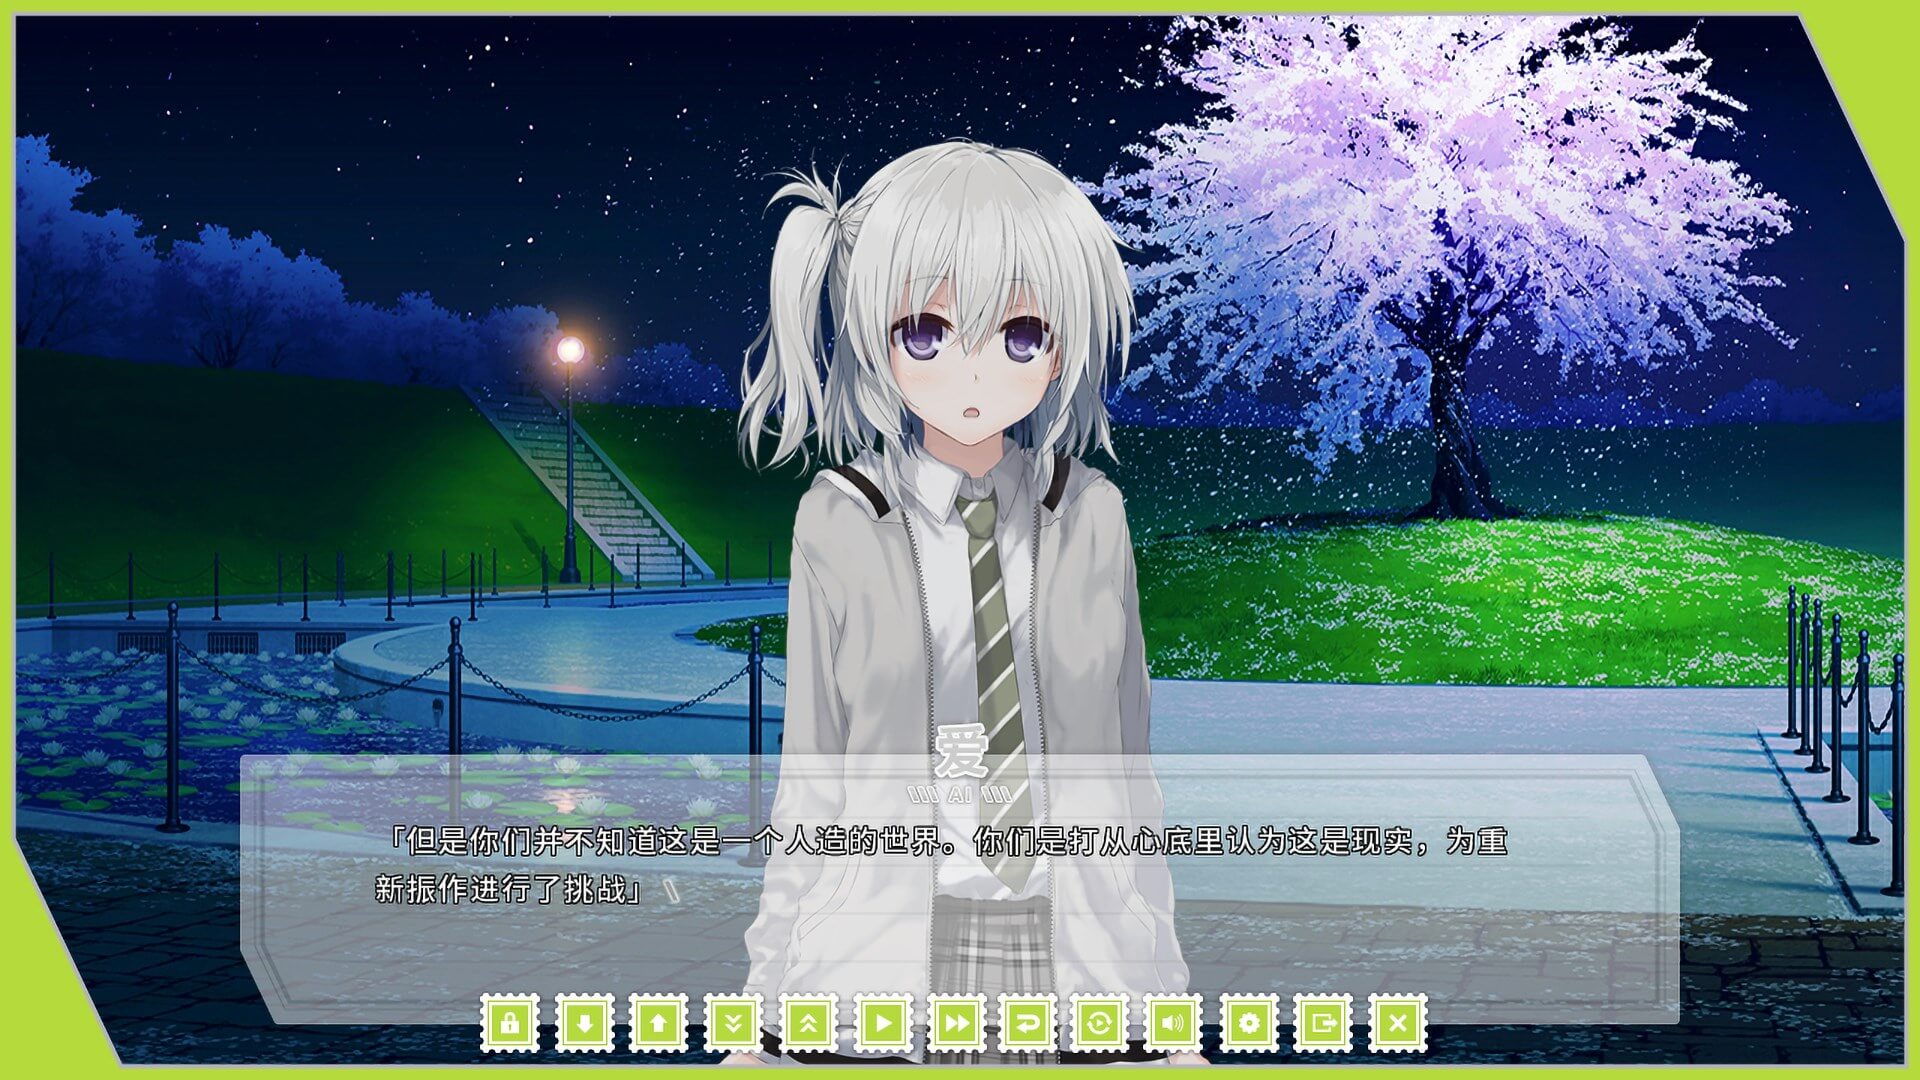 爱
AI
「但是你们并不知道这是一个人造的世界。你们是打从心底里认为这是现实，为重
新振作进行了挑战」